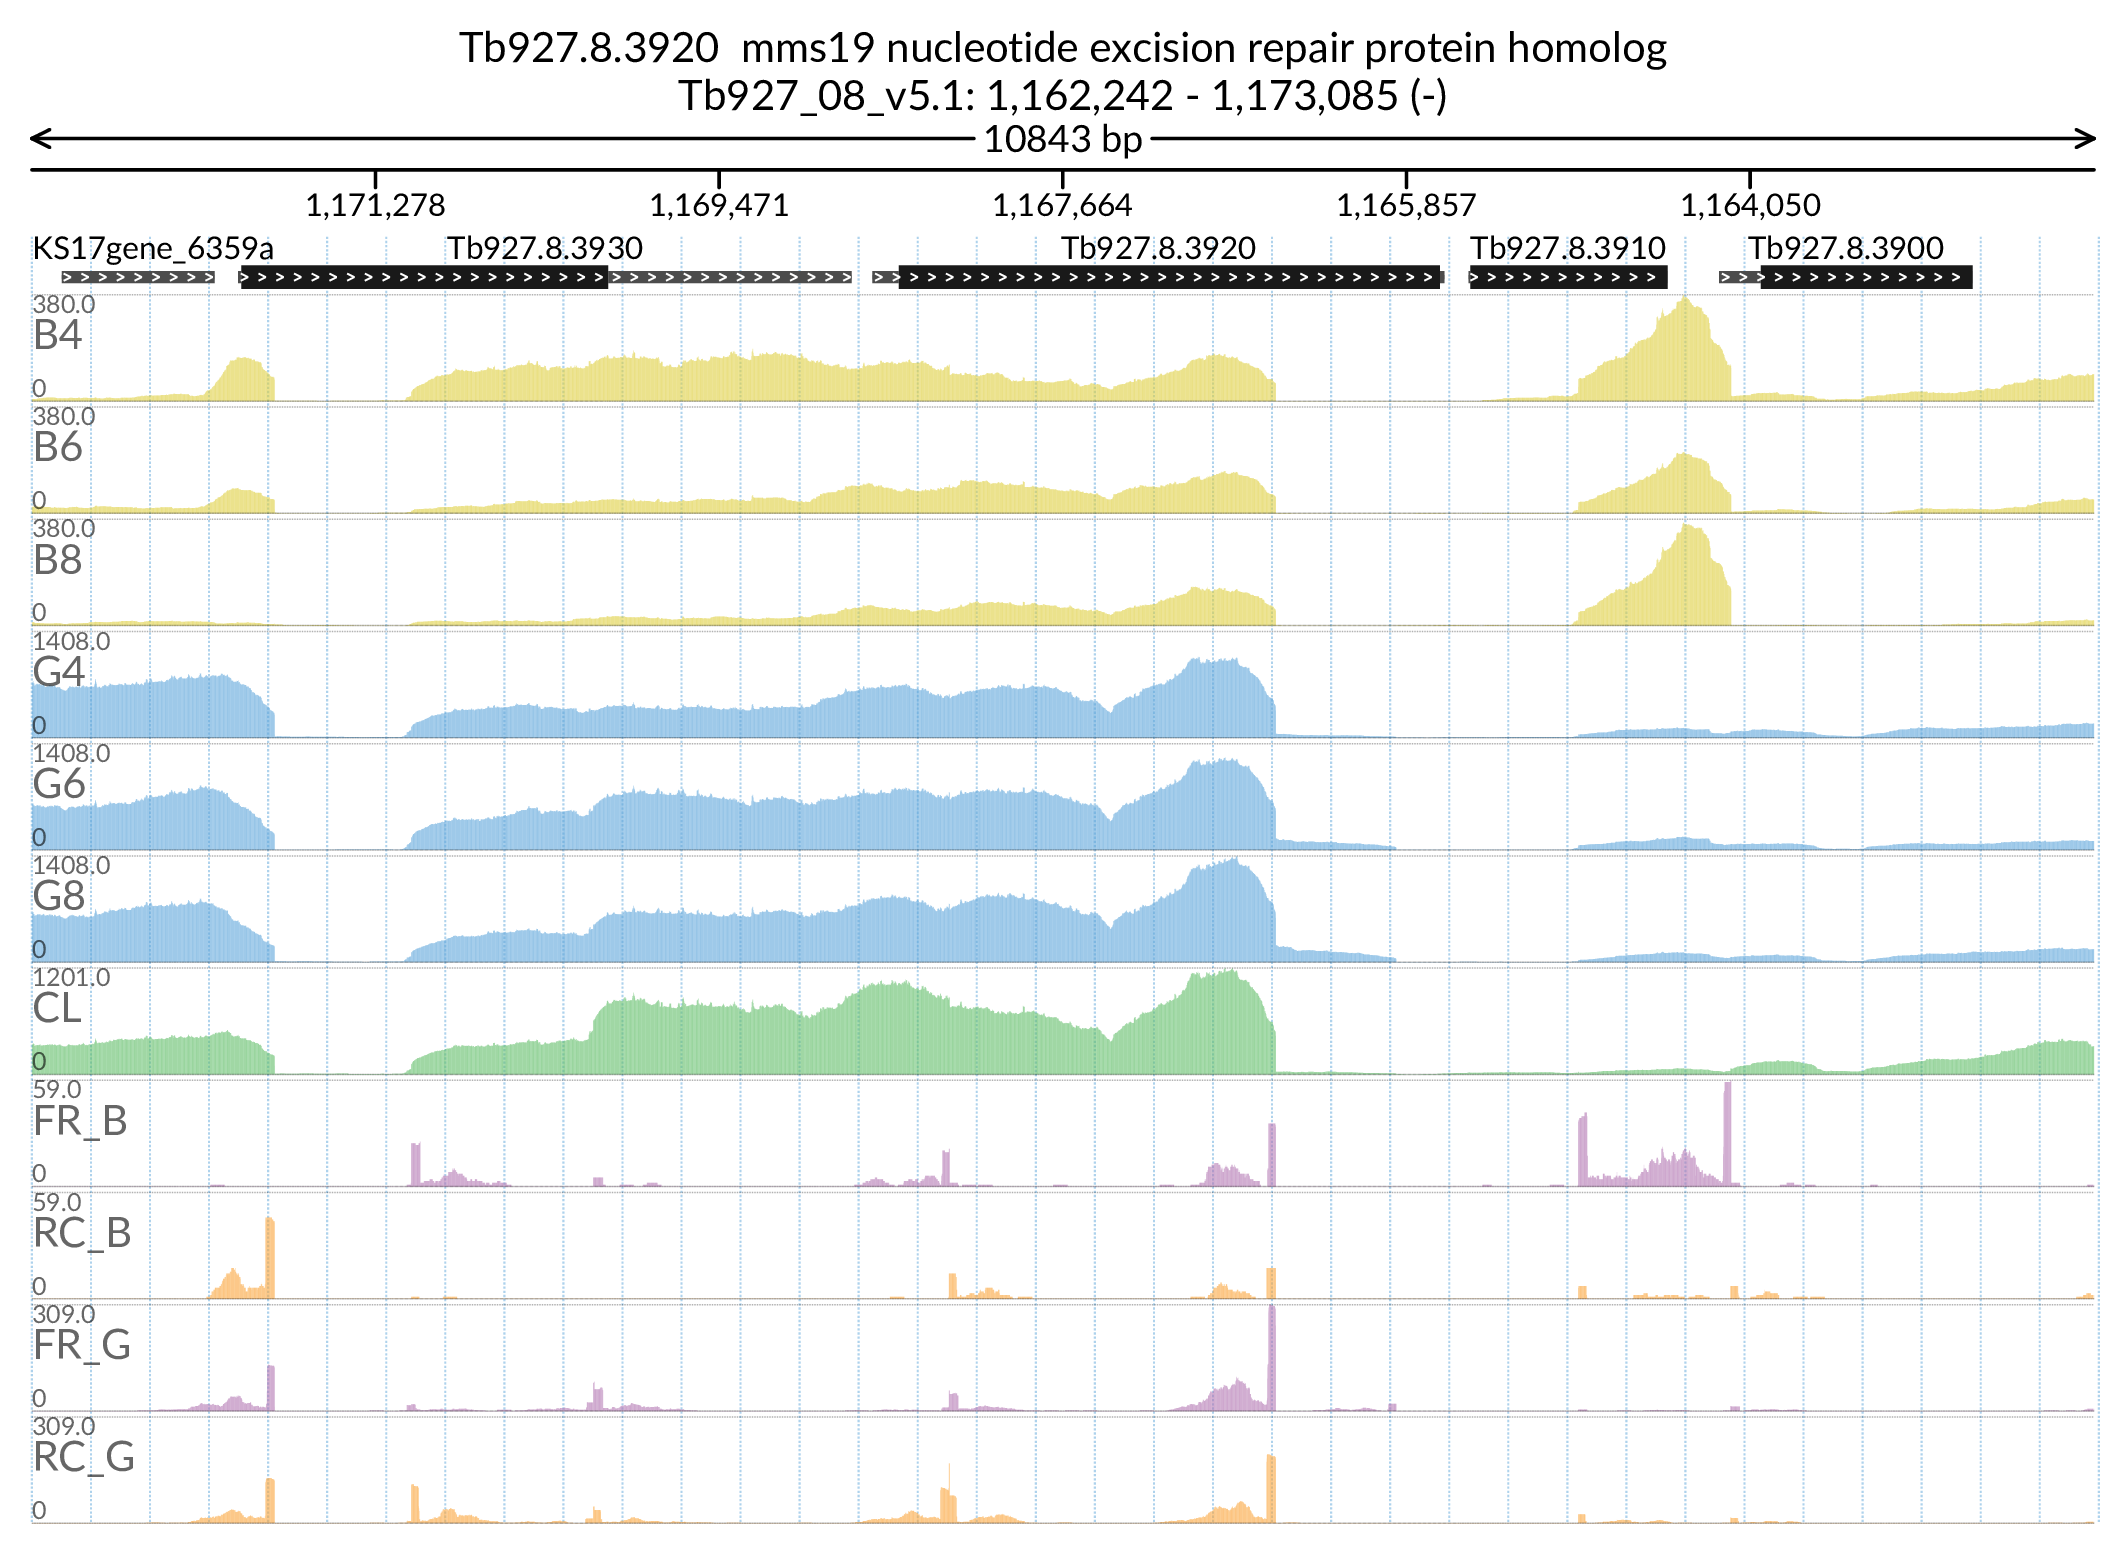 Tb927.8.3920  mms19 nucleotide excision repair protein homolog
Tb927_08_v5.1: 1,162,242 - 1,173,085 (-)
10843 bp
1,171,278 1,169,471 1,167,664 1,165,857 1,164,050
KS17gene_6359a Tb927.8.3930 Tb927.8.3920 Tb927.8.3910 Tb927.8.3900
380.0
B4
0
380.0
B6
0
380.0
B8
0
1408.0
G4
0
1408.0
G6
0
1408.0
G8
0
1201.0
CL
0
59.0
FR_B
0
59.0
RC_B
0
309.0
FR_G
0
309.0
RC_G
0